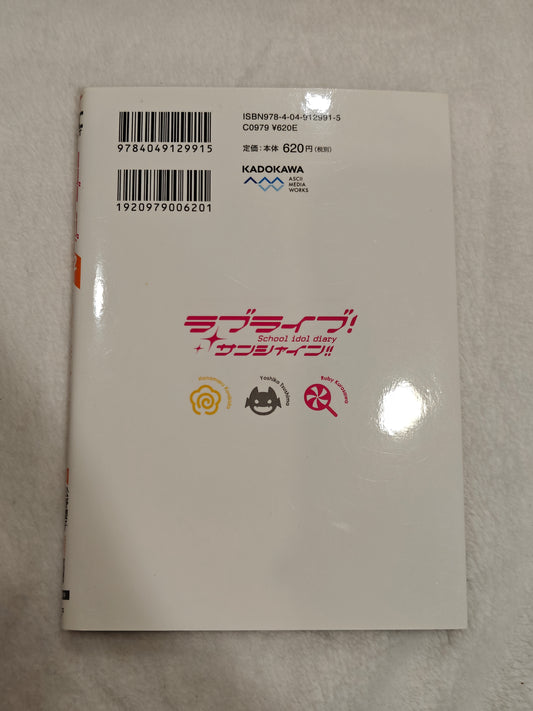 ISBN978-4-04-912991-5
C0979 ¥620E
定価：本体620円（税別）
9784049129915
KADOKAWA
ASCII
MEDIA
WORKS
1920979006201
ラブライブ!
School idol diary
サンシャイン!!
Hanamaru Kunikida
Yoshiko Tsushima
Ruby Kurosawa